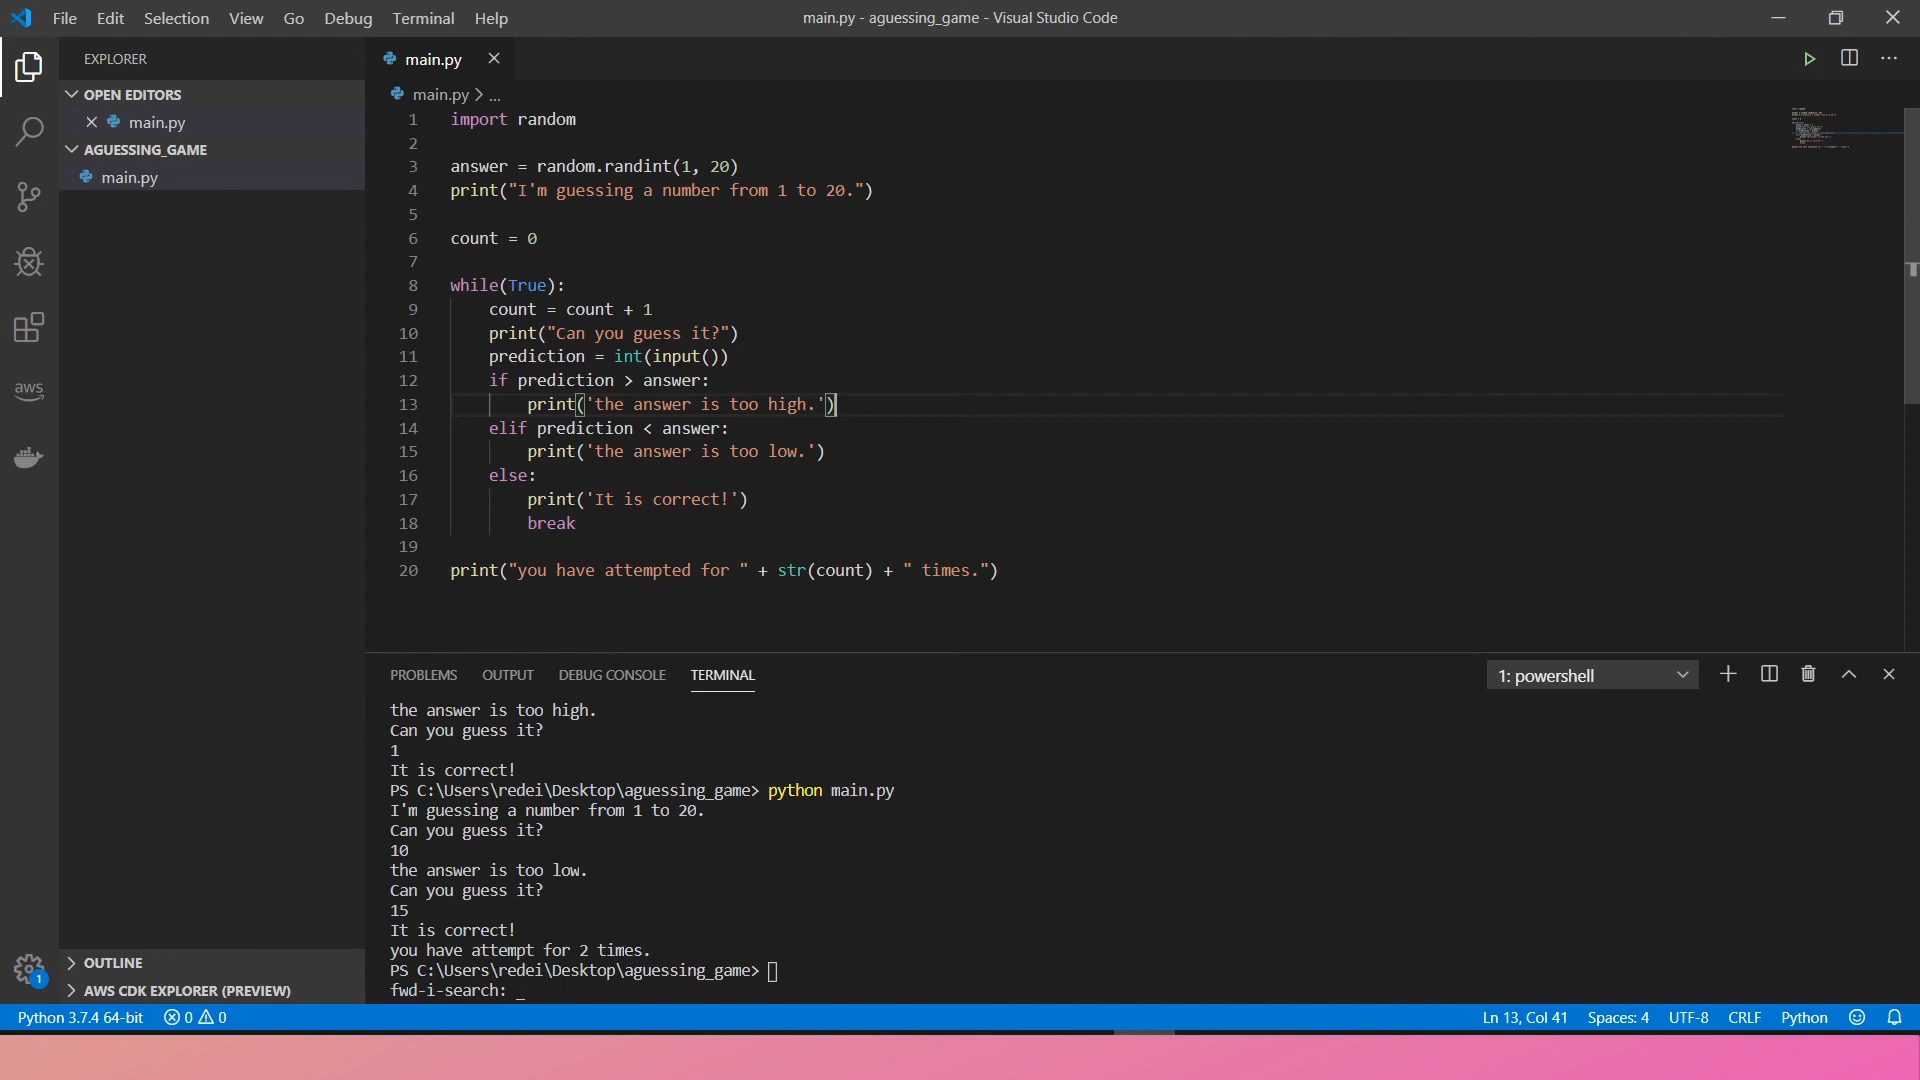 File Edit Selection View Go Debug Terminal Help
main.py - aguessing_game - Visual Studio Code
EXPLORER
OPEN EDITORS
main.py
AGUESSING_GAME
main.py
aws
1
OUTLINE
AWS CDK EXPLORER (PREVIEW)
main.py
main.py > ...
1 import random
2
3 answer = random.randint(1, 20)
4 print("I'm guessing a number from 1 to 20.")
5
6 count = 0
7
8 while(True):
9 count = count + 1
10 print("Can you guess it?")
11 prediction = int(input())
12 if prediction > answer:
13 print('the answer is too high.')
14 elif prediction < answer:
15 print('the answer is too low.')
16 else:
17 print('It is correct!')
18 break
19
20 print("you have attempted for " + str(count) + " times.")
PROBLEMS OUTPUT DEBUG CONSOLE TERMINAL
1: powershell
the answer is too high.
Can you guess it?
1
It is correct!
PS C:\Users\redei\Desktop\aguessing_game> python main.py
I'm guessing a number from 1 to 20.
Can you guess it?
10
the answer is too low.
Can you guess it?
15
It is correct!
you have attempt for 2 times.
PS C:\Users\redei\Desktop\aguessing_game>
fwd-i-search: _
Python 3.7.4 64-bit 0 0 Ln 13, Col 41 Spaces: 4 UTF-8 CRLF Python